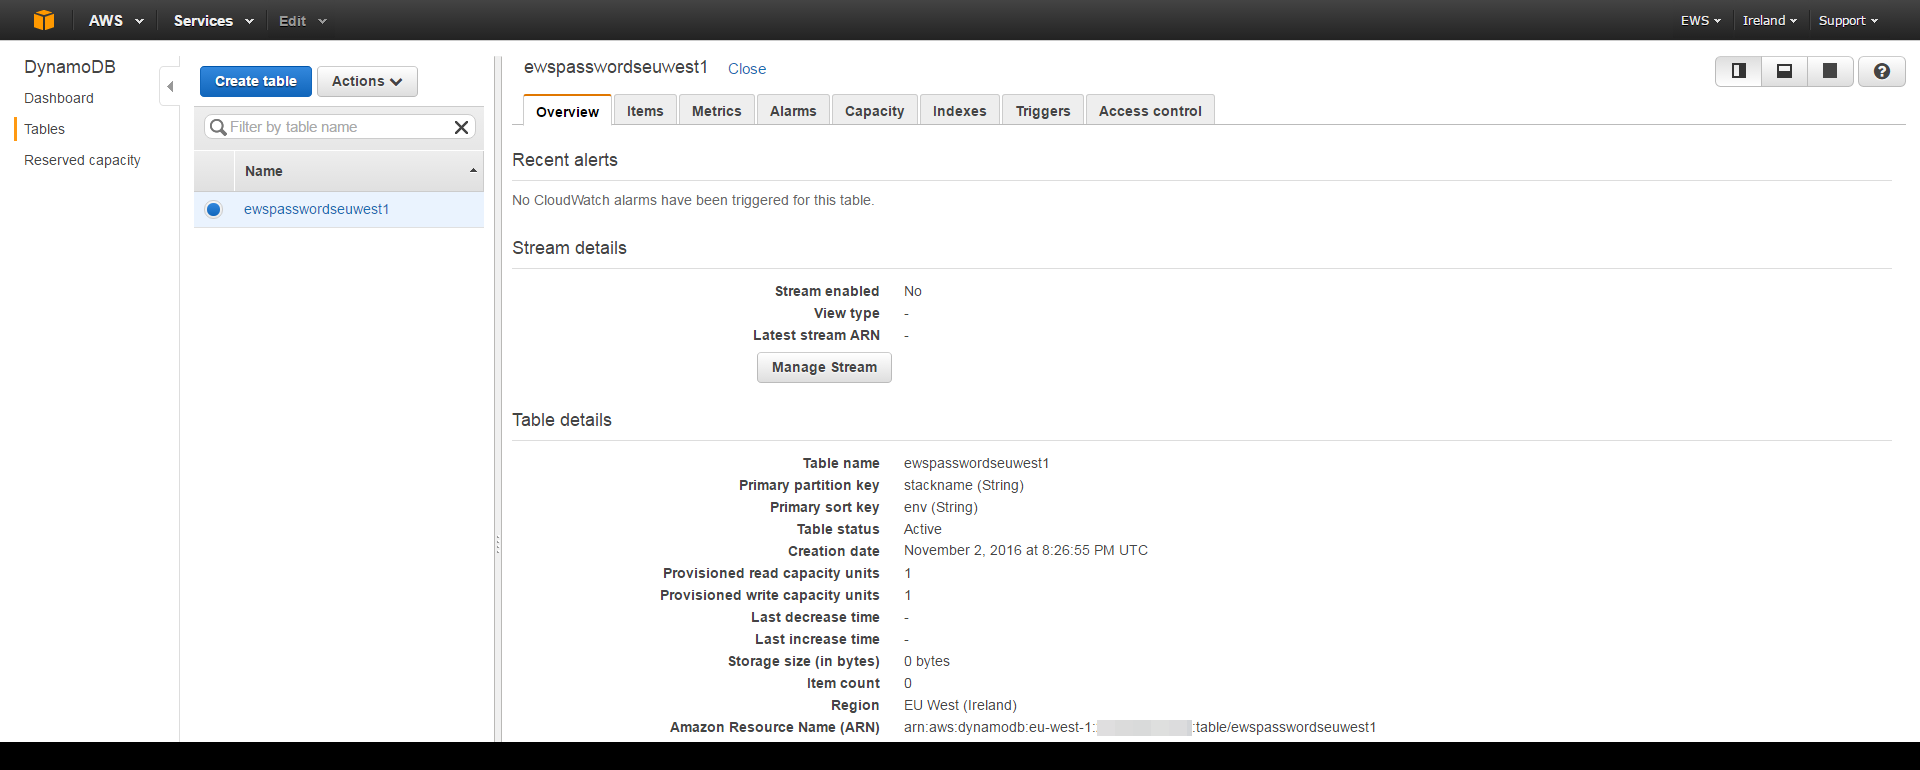 AWS Services Edit EWS Ireland Support
DynamoDB
Dashboard
Tables
Reserved capacity
Create table Actions
Filter by table name
Name
ewspasswordseuwest1
ewspasswordseuwest1 Close
Overview Items Metrics Alarms Capacity Indexes Triggers Access control
Recent alerts
No CloudWatch alarms have been triggered for this table.
Stream details
Stream enabled No
View type -
Latest stream ARN -
Manage Stream
Table details
Table name ewspasswordseuwest1
Primary partition key stackname (String)
Primary sort key env (String)
Table status Active
Creation date November 2, 2016 at 8:26:55 PM UTC
Provisioned read capacity units 1
Provisioned write capacity units 1
Last decrease time -
Last increase time -
Storage size (in bytes) 0 bytes
Item count 0
Region EU West (Ireland)
Amazon Resource Name (ARN) arn:aws:dynamodb:eu-west-1: :table/ewspasswordseuwest1